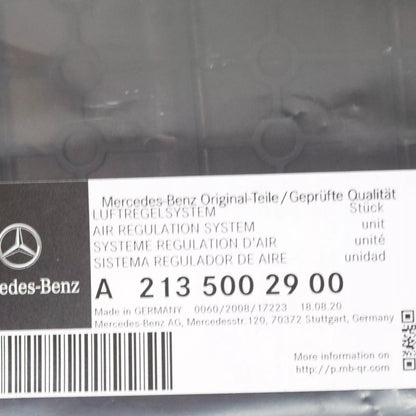 Mercedes-Benz Original-Teile/Geprüfte Qualität
LUFTREGELSYSTEM Stück
AIR REGULATION SYSTEM unit
SYSTEME REGULATION D'AIR unité
SISTEMA REGULADOR DE AIRE unidad
edes-Benz
A 213 500 29 00
Made in GERMANY 0060/2008/17223 18.08.20
Mercedes-Benz AG, Mercedesstr.120, 70372 Stuttgart, Germany
More information on
http://p.mb-qr.com